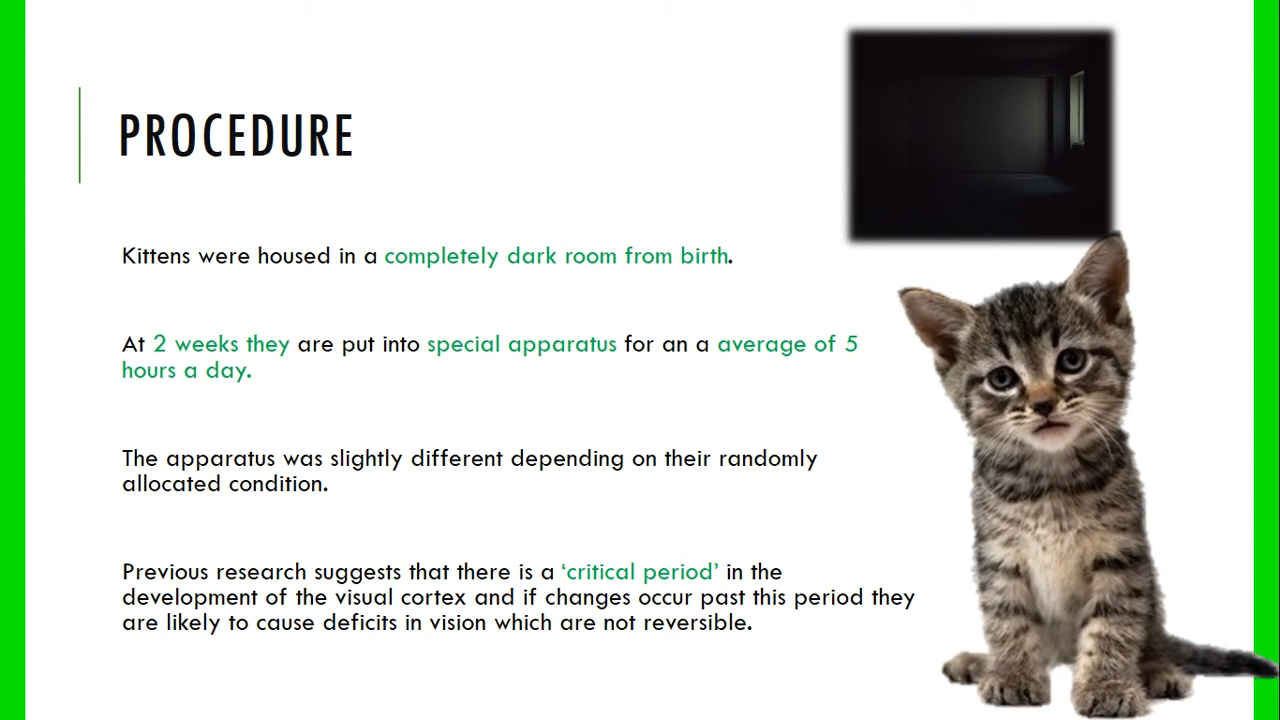 PROCEDURE
Kittens were housed in a completely dark room from birth.
At 2 weeks they are put into special apparatus for an a average of 5
hours a day.
The apparatus was slightly different depending on their randomly
allocated condition.
Previous research suggests that there is a ‘critical period’ in the
development of the visual cortex and if changes occur past this period they
are likely to cause deficits in vision which are not reversible.